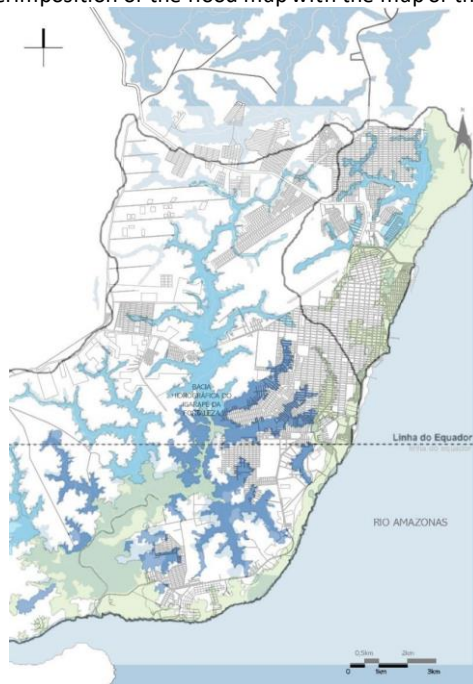 erimposition of the flood map with the map of th
N
BACIA
HIDROGRÁFICA DO
IGARAPÉ DA
FORTALEZA
Linha do Equador
RIO AMAZONAS
0,5km 2km
0 1km 3km